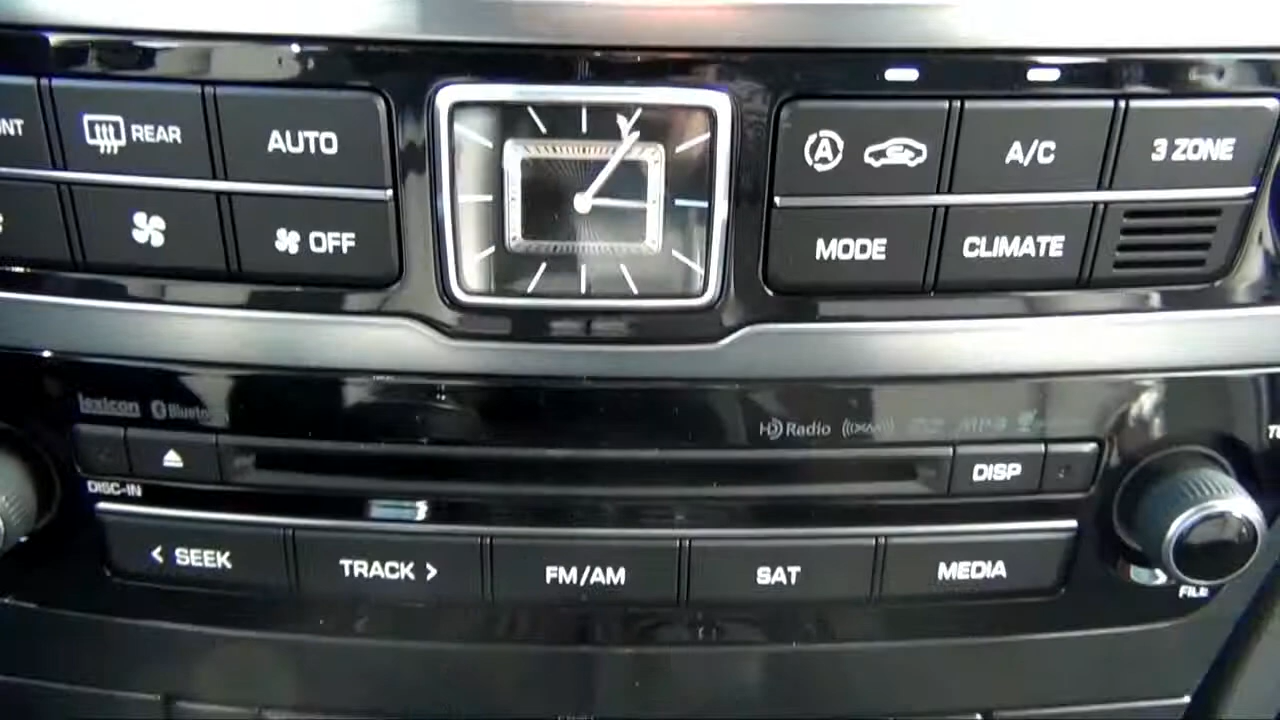 NT
REAR
AUTO
OFF
A
A/C
3 ZONE
MODE
CLIMATE
lexicon
HD Radio
DISC-IN
DISP
< SEEK
TRACK >
FM/AM
SAT
MEDIA
FILE